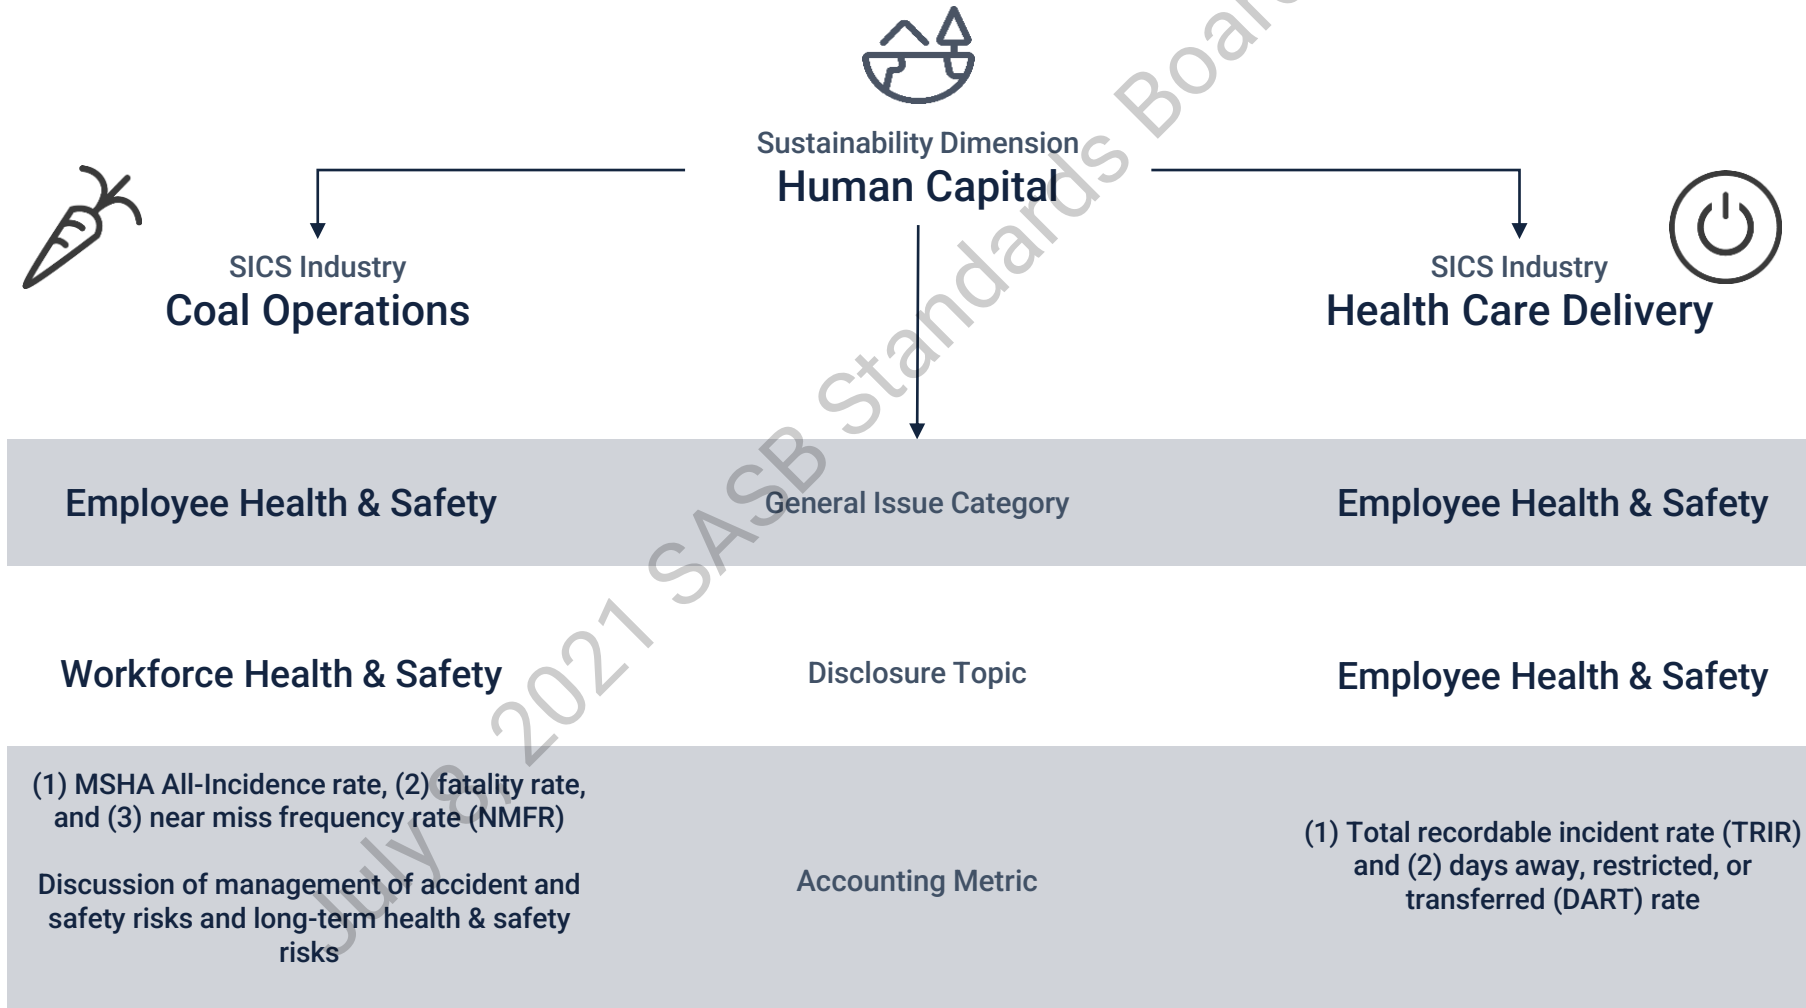 Sustainability Dimension
Human Capital
SICS Industry
Coal Operations
SICS Industry
Health Care Delivery
Employee Health & Safety
General Issue Category
Employee Health & Safety
Workforce Health & Safety
Disclosure Topic
Employee Health & Safety
(1) MSHA All-Incidence rate, (2) fatality rate,
and (3) near miss frequency rate (NMFR)
Discussion of management of accident and
safety risks and long-term health & safety
risks
Accounting Metric
(1) Total recordable incident rate (TRIR)
and (2) days away, restricted, or
transferred (DART) rate
July 8, 2021 SASB Standards